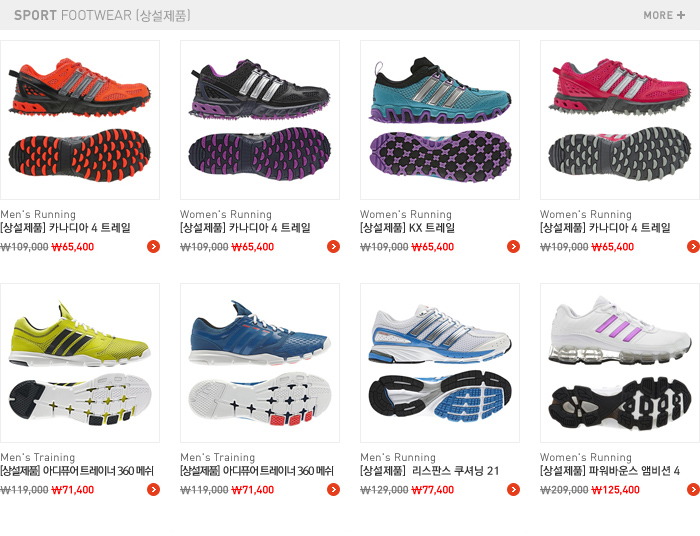 SPORT FOOTWEAR (상설제품)
MORE +
Men's Running
[상설제품] 카나디아 4 트레일
₩109,000 ₩65,400
Women's Running
[상설제품] 카나디아 4 트레일
₩109,000 ₩65,400
Women's Running
[상설제품] KX 트레일
₩109,000 ₩65,400
Women's Running
[상설제품] 카나디아 4 트레일
₩109,000 ₩65,400
Men's Training
[상설제품] 아디퓨어 트레이너 360 메쉬
₩119,000 ₩71,400
Men's Training
[상설제품] 아디퓨어 트레이너 360 메쉬
₩119,000 ₩71,400
Men's Running
[상설제품] 리스판스 쿠셔닝 21
₩129,000 ₩77,400
Women's Running
[상설제품] 파워바운스 앰비션 4
₩209,000 ₩125,400